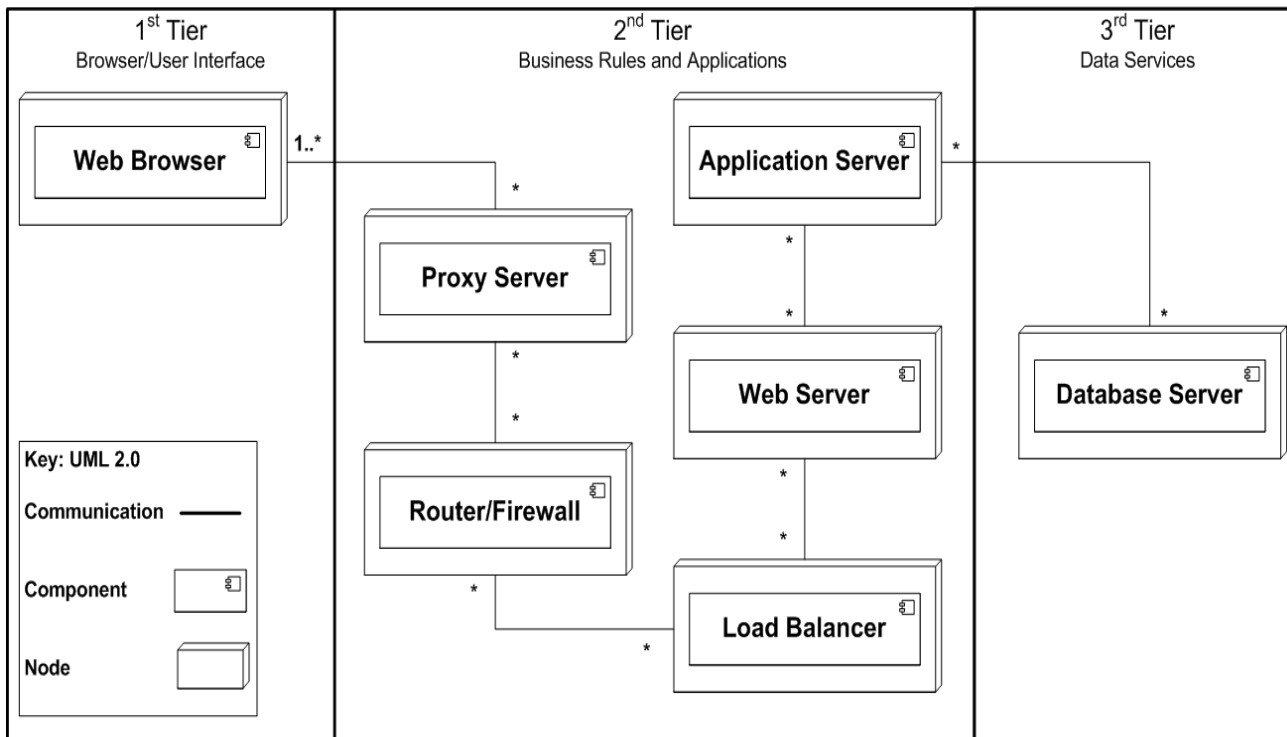 1st Tier
Browser/User Interface
2nd Tier
Business Rules and Applications
3rd Tier
Data Services
Web Browser
1..*
*
Proxy Server
*
*
Router/Firewall
*
*
Load Balancer
*
*
Web Server
*
*
Application Server
*
*
Database Server
Key: UML 2.0
Communication
Component
Node